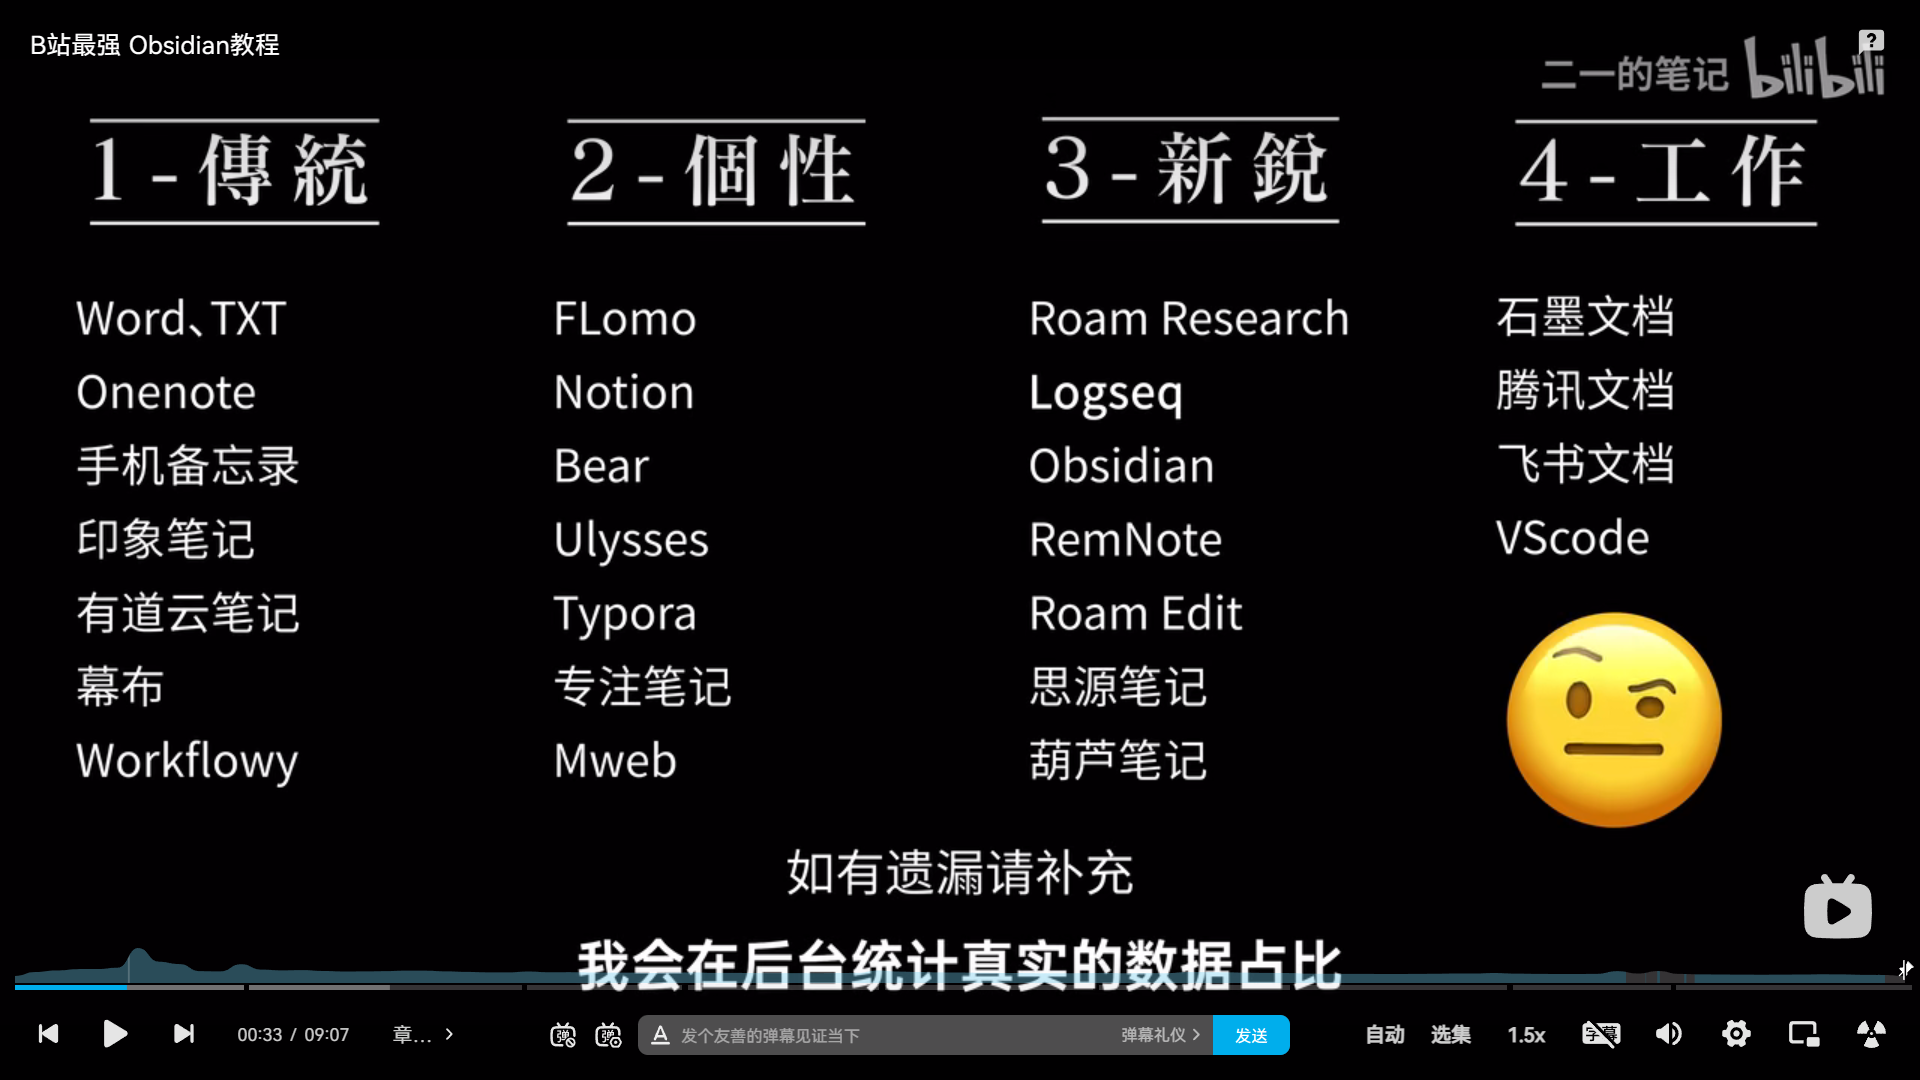 B站最强 Obsidian教程
二一的笔记 bilibili
1-傳統
Word、TXT
Onenote
手机备忘录
印象笔记
有道云笔记
幕布
Workflowy
2-個性
FLomo
Notion
Bear
Ulysses
Typora
专注笔记
Mweb
3-新銳
Roam Research
Logseq
Obsidian
RemNote
Roam Edit
思源笔记
葫芦笔记
4-工作
石墨文档
腾讯文档
飞书文档
VScode
如有遗漏请补充
我会在后台统计真实的数据占比
00:33 / 09:07
章...
弹
弹
A 发个友善的弹幕见证当下
弹幕礼仪
发送
自动
选集
1.5x
字幕